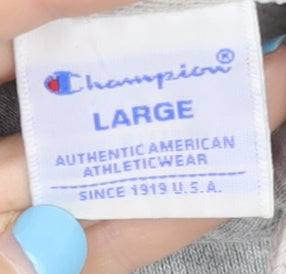 Champion®
LARGE
AUTHENTIC AMERICAN
ATHLETICWEAR
SINCE 1919 U.S.A.